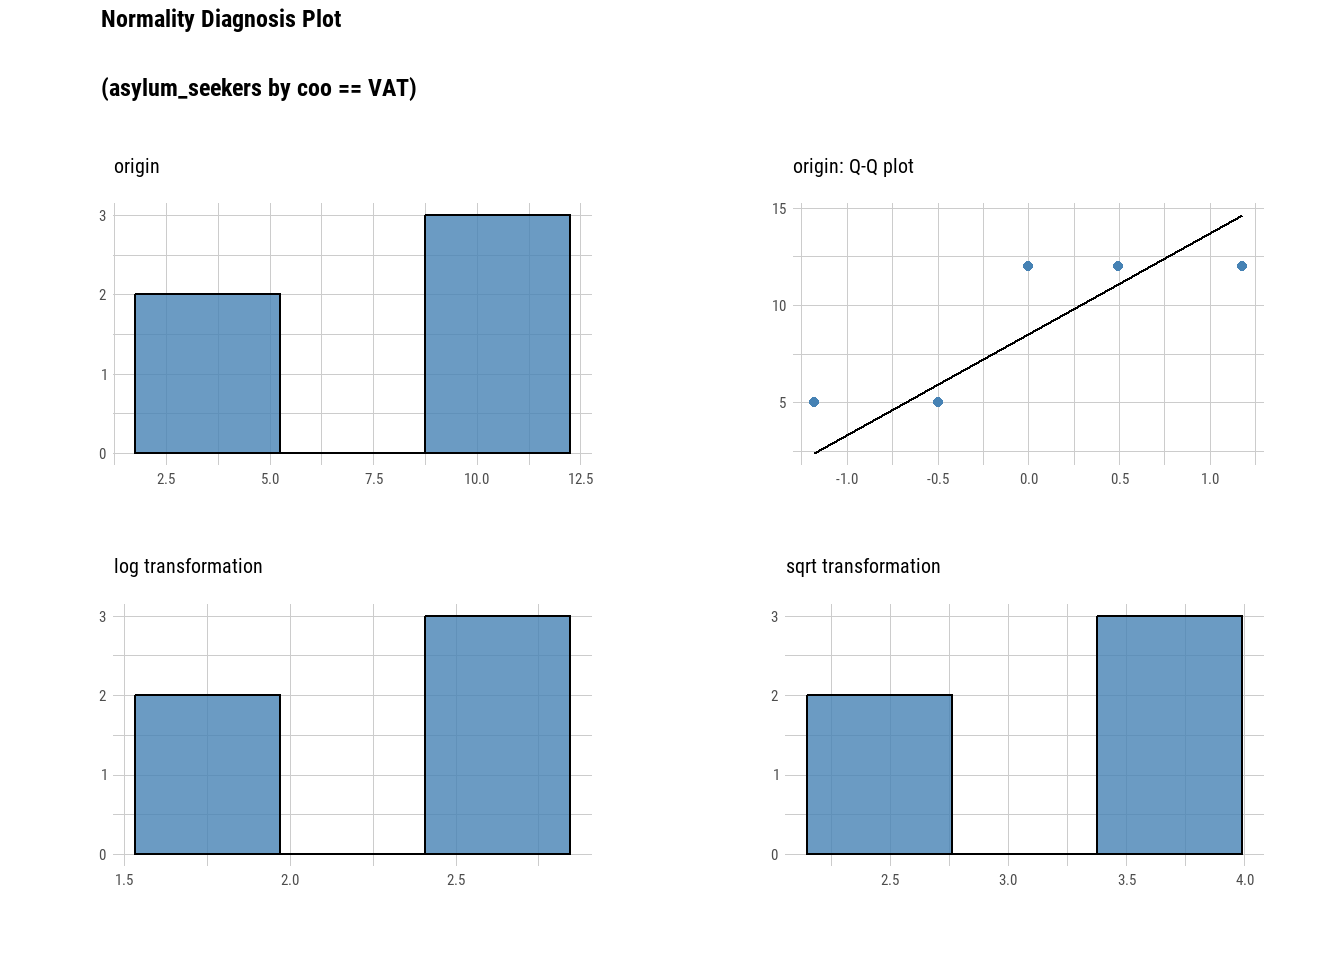 Normality Diagnosis Plot
(asylum_seekers by coo == VAT)
origin
3
2
1
0
2.5 5.0 7.5 10.0 12.5
origin: Q-Q plot
15
10
5
-1.0 -0.5 0.0 0.5 1.0
log transformation
3
2
1
0
1.5 2.0 2.5
sqrt transformation
3
2
1
0
2.5 3.0 3.5 4.0